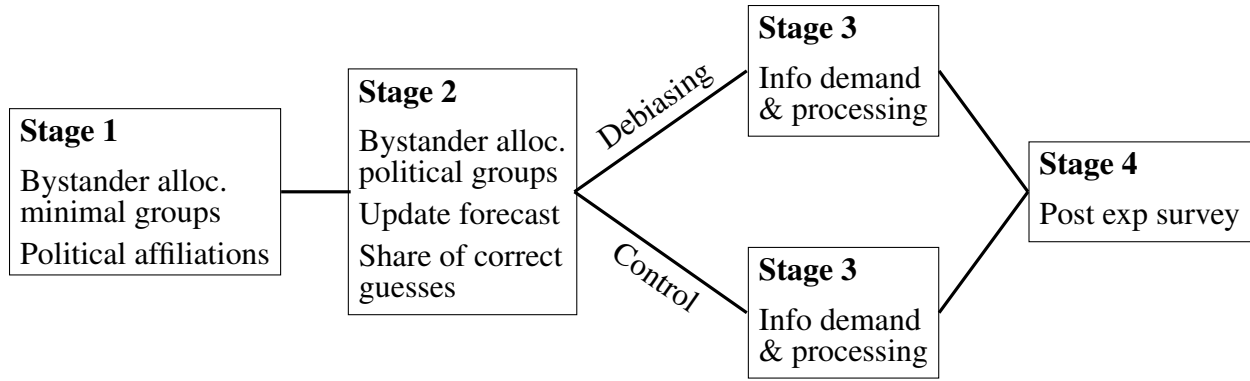 Stage 1
Bystander alloc.
minimal groups
Political affiliations
Stage 2
Bystander alloc.
political groups
Update forecast
Share of correct
guesses
Debiasing
Stage 3
Info demand
& processing
Control
Stage 3
Info demand
& processing
Stage 4
Post exp survey